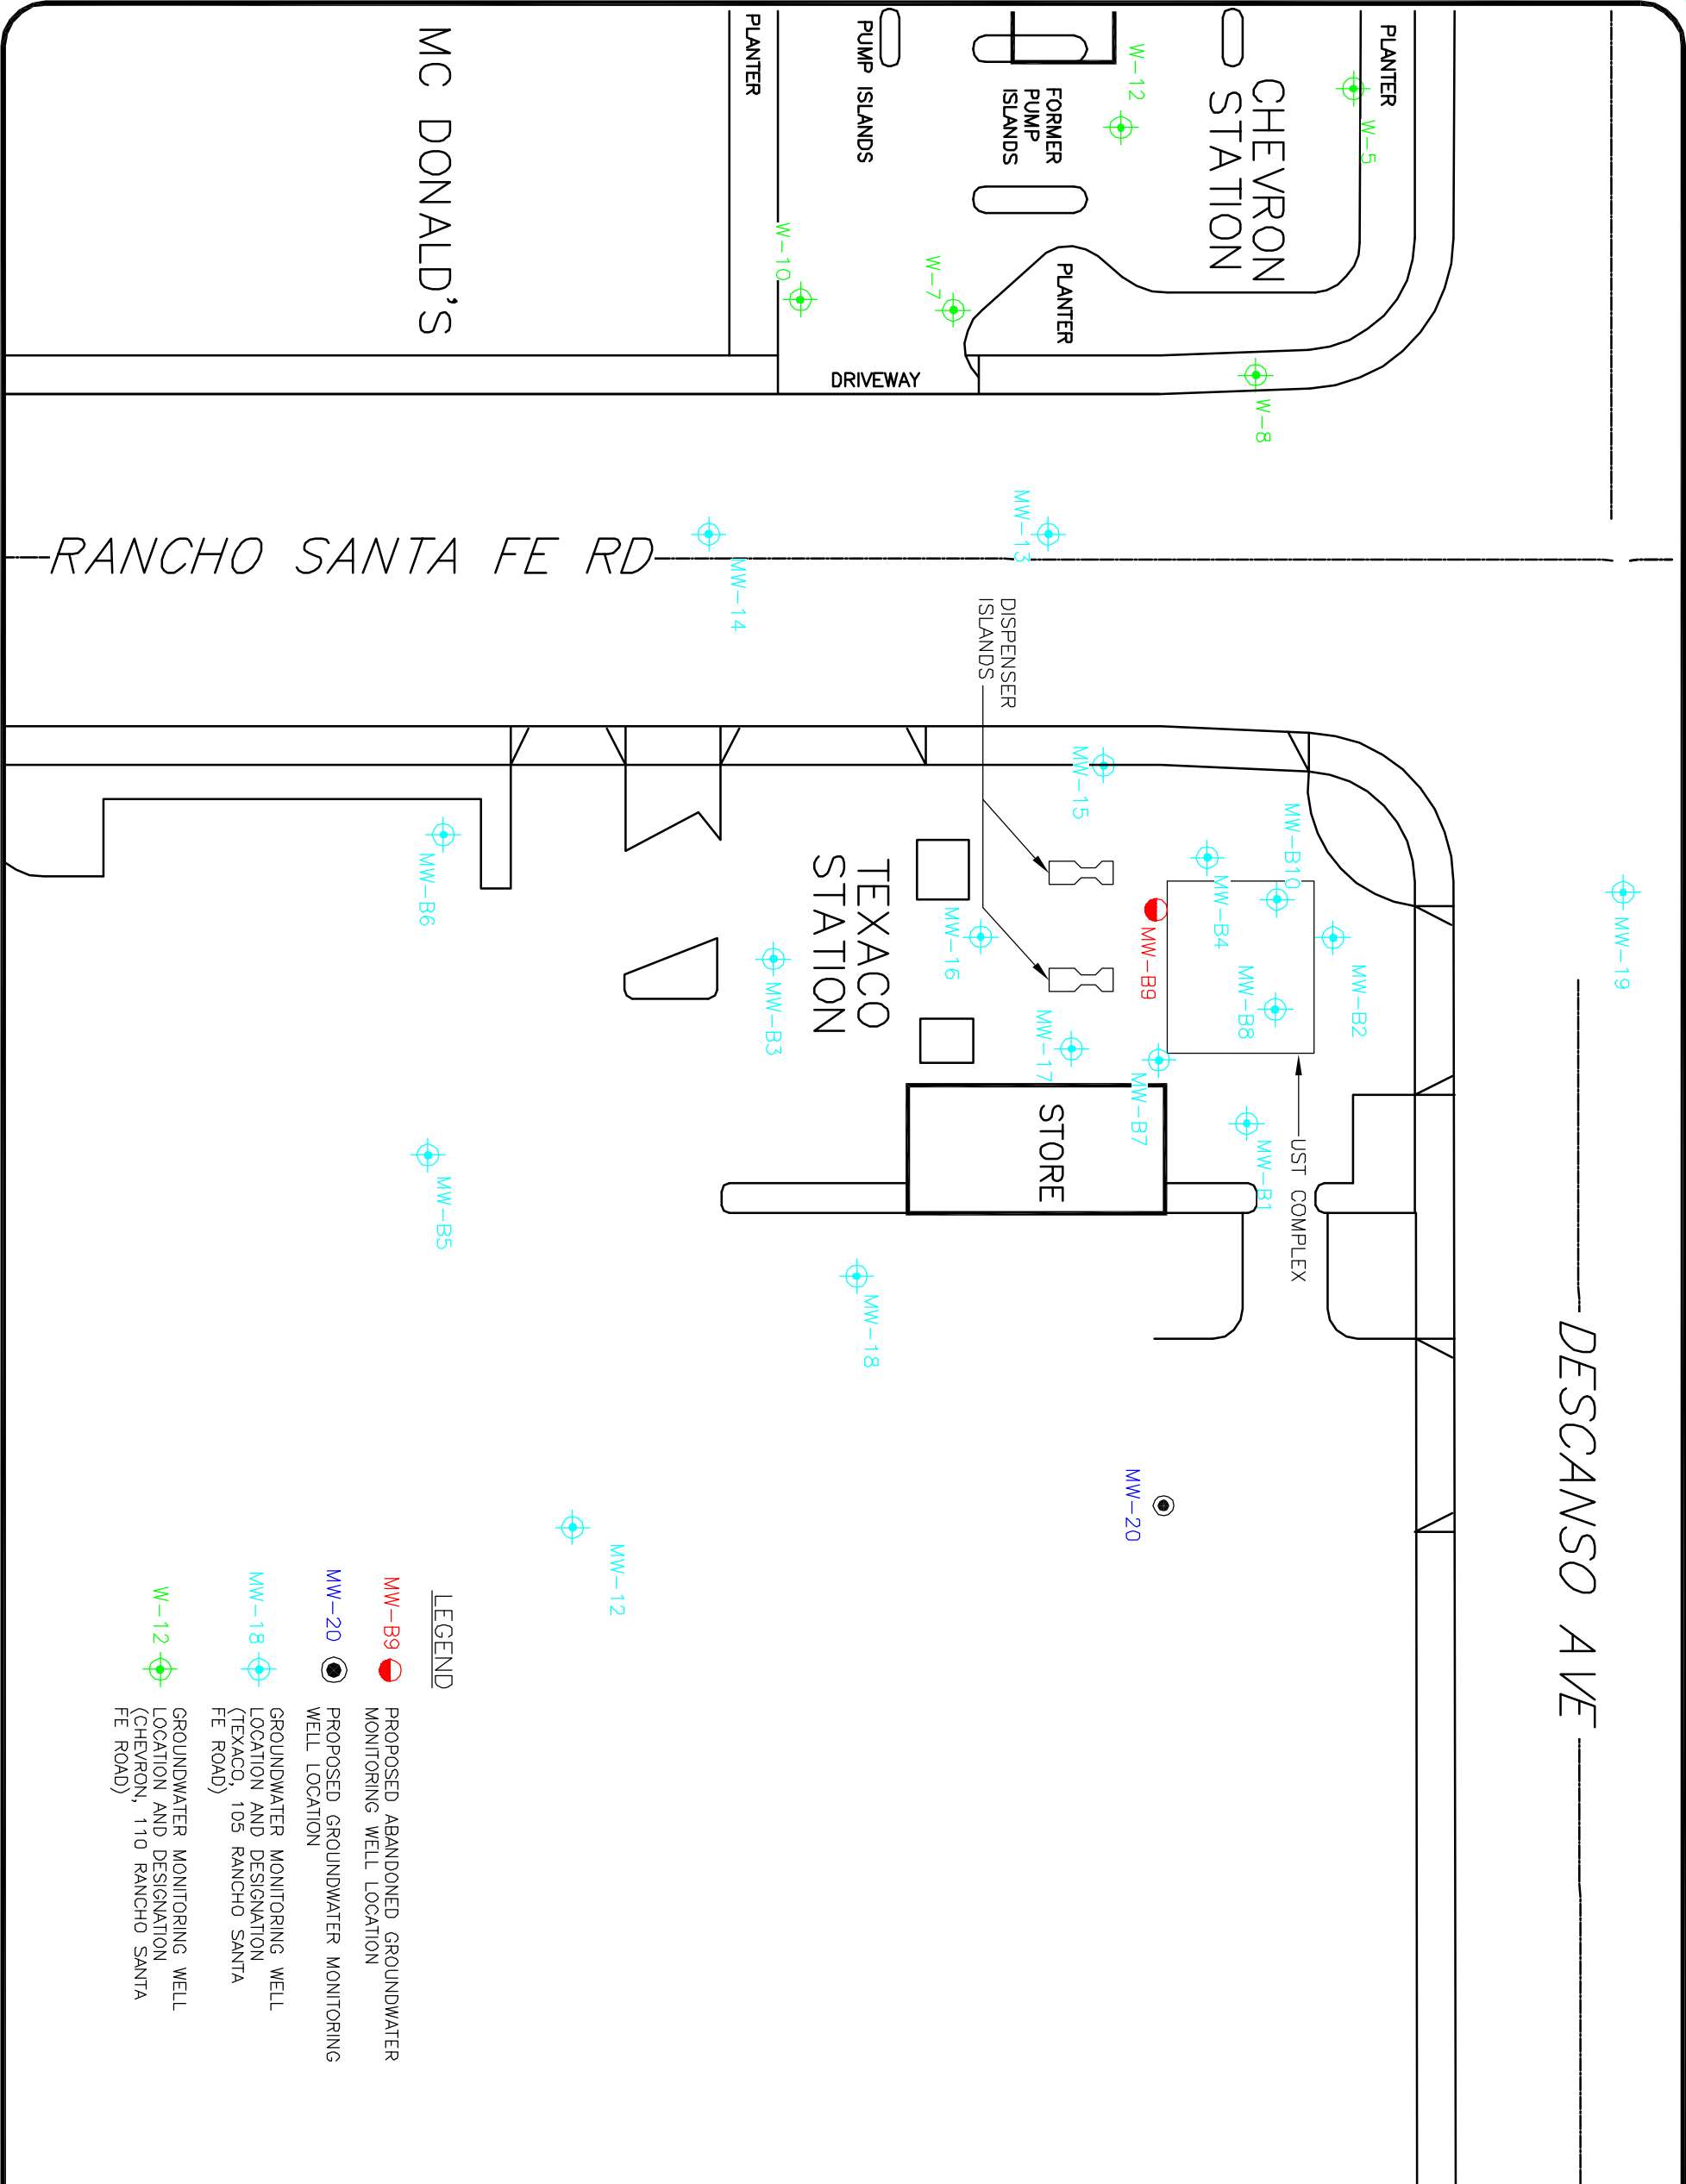 DESCANSO AVE
MW-19
PLANTER
W-5
CHEVRON
STATION
W-8
W-12
FORMER
PUMP
ISLANDS
PLANTER
PUMP ISLANDS
W-7
W-10
DRIVEWAY
PLANTER
MC DONALD'S
RANCHO SANTA FE RD
MW-13
MW-14
DISPENSER
ISLANDS
MW-15
MW-B10
MW-B2
MW-B4
MW-B8
MW-B9
MW-16
MW-17
MW-B7
MW-B1
UST COMPLEX
STORE
TEXACO
STATION
MW-B3
MW-B6
MW-B5
MW-18
MW-20
MW-12
LEGEND
MW-B9 PROPOSED ABANDONED GROUNDWATER
MONITORING WELL LOCATION
MW-20 PROPOSED GROUNDWATER MONITORING
WELL LOCATION
MW-18 GROUNDWATER MONITORING WELL
LOCATION AND DESIGNATION
(TEXACO, 105 RANCHO SANTA
FE ROAD)
W-12 GROUNDWATER MONITORING WELL
LOCATION AND DESIGNATION
(CHEVRON, 110 RANCHO SANTA
FE ROAD)